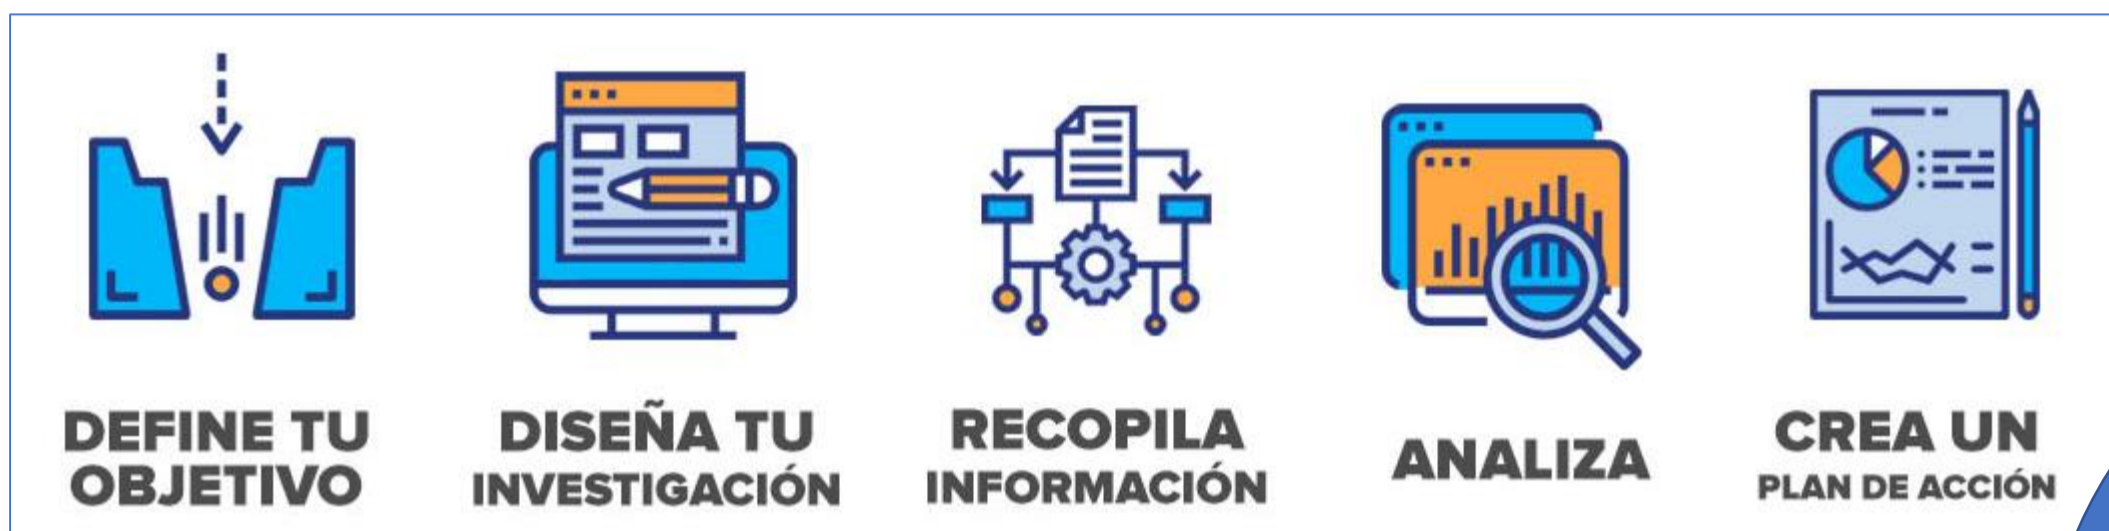 DEFINE TU
OBJETIVO
DISEÑA TU
INVESTIGACIÓN
RECOPILA
INFORMACIÓN
ANALIZA
CREA UN
PLAN DE ACCIÓN